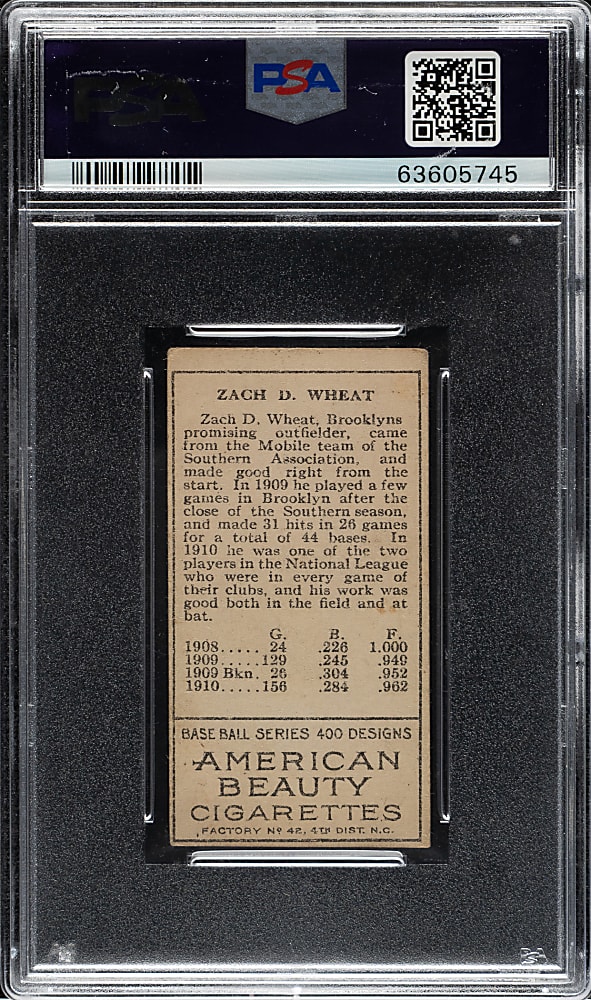 PSA
PSA
63605745
ZACH D. WHEAT
Zach D. Wheat, Brooklyns
promising outfielder, came
from the Mobile team of the
Southern Association, and
made good right from the
start. In 1909 he played a few
games in Brooklyn after the
close of the Southern season,
and made 31 hits in 26 games
for a total of 44 bases. In
1910 he was one of the two
players in the National League
who were in every game of
their clubs, and his work was
good both in the field and at
bat.
G. B. F.
1908..... 24 .226 1.000
1909.....129 .245 .949
1909 Bkn. 26 .304 .952
1910.....156 .284 .962
BASE BALL SERIES 400 DESIGNS
AMERICAN
BEAUTY
CIGARETTES
FACTORY Nº 42, 4TH DIST. N.C.